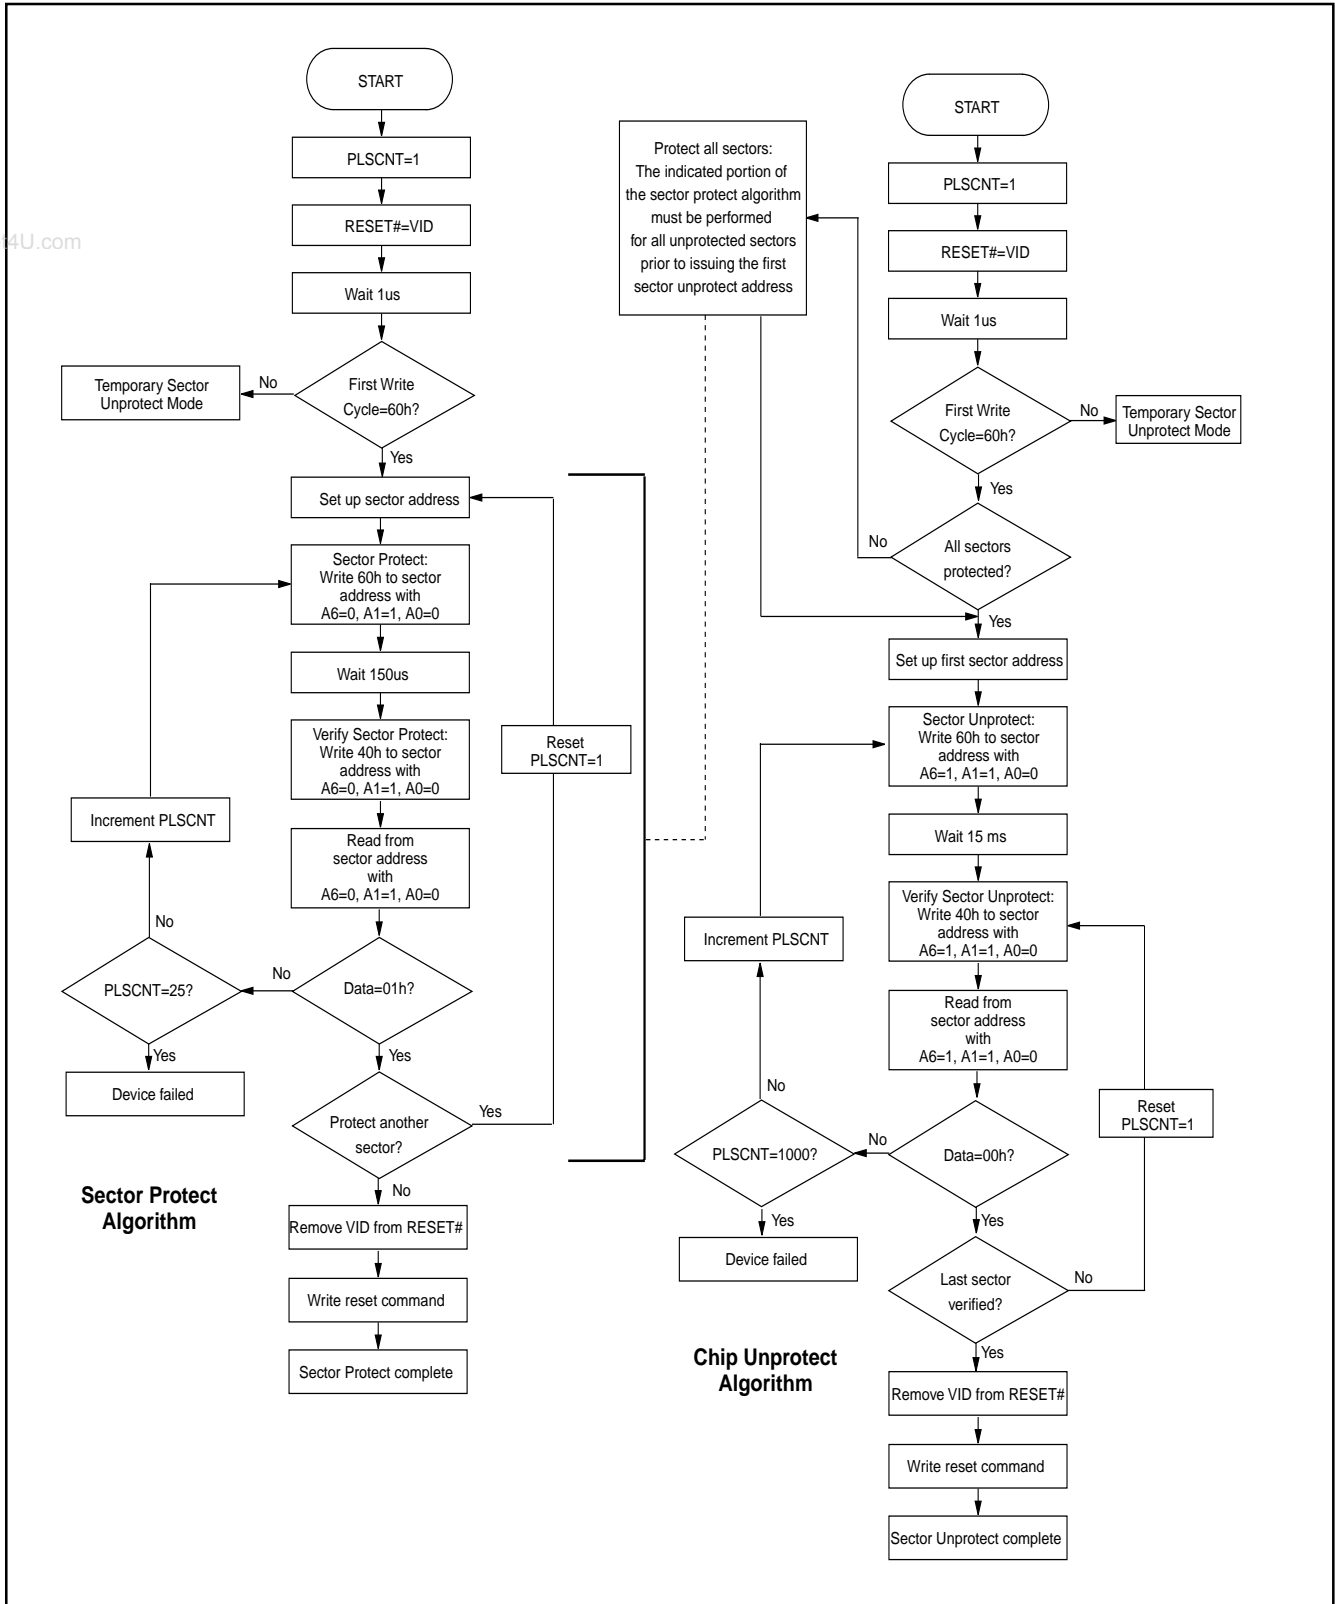 START
PLSCNT=1
RESET#=VID
Wait 1us
First Write
Cycle=60h?
No
Temporary Sector
Unprotect Mode
Yes
Set up sector address
Sector Protect:
Write 60h to sector
address with
A6=0, A1=1, A0=0
Wait 150us
Verify Sector Protect:
Write 40h to sector
address with
A6=0, A1=1, A0=0
Reset
PLSCNT=1
Increment PLSCNT
Read from
sector address
with
A6=0, A1=1, A0=0
No
No
PLSCNT=25?
Data=01h?
Yes
Yes
Device failed
Protect another
sector?
Yes
No
Sector Protect
Algorithm
Remove VID from RESET#
Write reset command
Sector Protect complete
Protect all sectors:
The indicated portion of
the sector protect algorithm
must be performed
for all unprotected sectors
prior to issuing the first
sector unprotect address
START
PLSCNT=1
RESET#=VID
Wait 1us
First Write
Cycle=60h?
No
Temporary Sector
Unprotect Mode
Yes
No
All sectors
protected?
Yes
Set up first sector address
Sector Unprotect:
Write 60h to sector
address with
A6=1, A1=1, A0=0
Wait 15 ms
Verify Sector Unprotect:
Write 40h to sector
address with
A6=1, A1=1, A0=0
Increment PLSCNT
Read from
sector address
with
A6=1, A1=1, A0=0
No
Reset
PLSCNT=1
No
PLSCNT=1000?
Data=00h?
Yes
Yes
Device failed
Last sector
verified?
No
Yes
Chip Unprotect
Algorithm
Remove VID from RESET#
Write reset command
Sector Unprotect complete
t4U.com